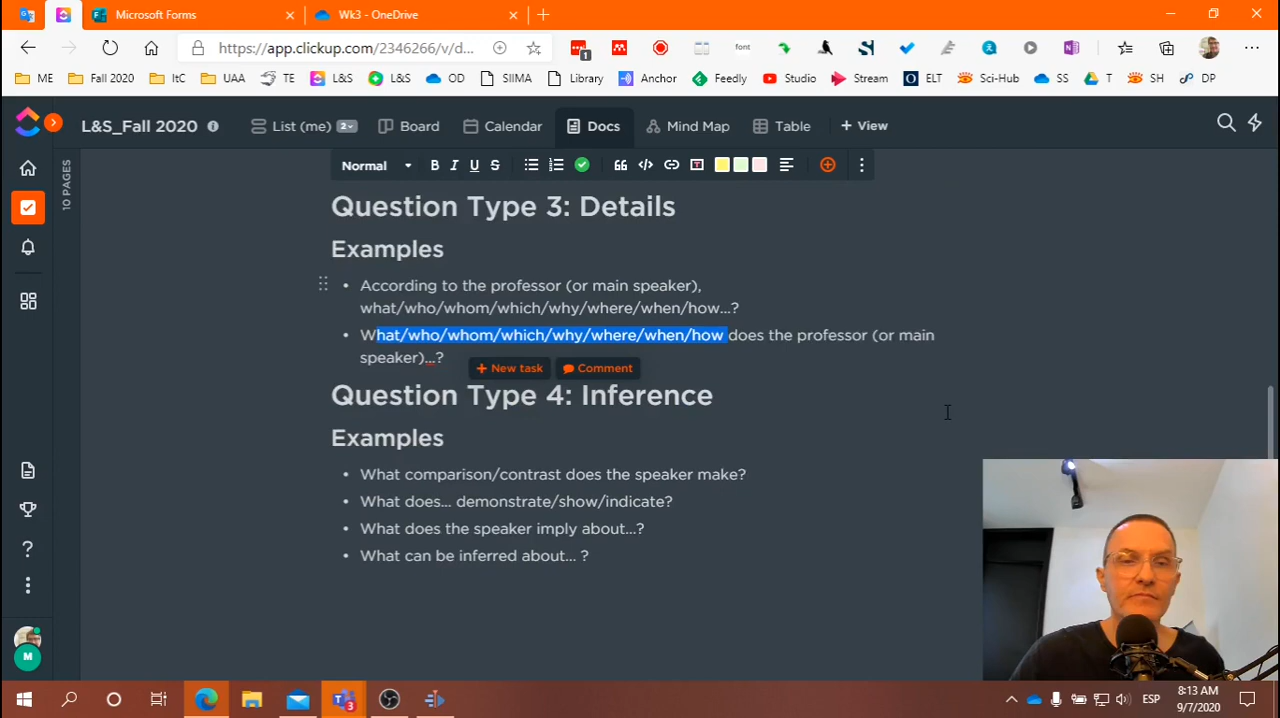 Microsoft Forms
Wk3 - OneDrive
https://app.clickup.com/2346266/v/d...
1
font
ME
Fall 2020
ItC
UAA
TE
L&S
L&S
OD
SIIMA
Library
Anchor
Feedly
Studio
Stream
ELT
Sci-Hub
SS
T
SH
DP
L&S_Fall 2020
List (me)
2
Board
Calendar
Docs
Mind Map
Table
+ View
10 PAGES
Normal
B I U S
T
Question Type 3: Details
Examples
• According to the professor (or main speaker),
what/who/whom/which/why/where/when/how...?
• What/who/whom/which/why/where/when/how does the professor (or main
speaker)...?
+ New task
Comment
Question Type 4: Inference
Examples
• What comparison/contrast does the speaker make?
• What does... demonstrate/show/indicate?
• What does the speaker imply about...?
• What can be inferred about... ?
M
3
ESP
8:13 AM
9/7/2020